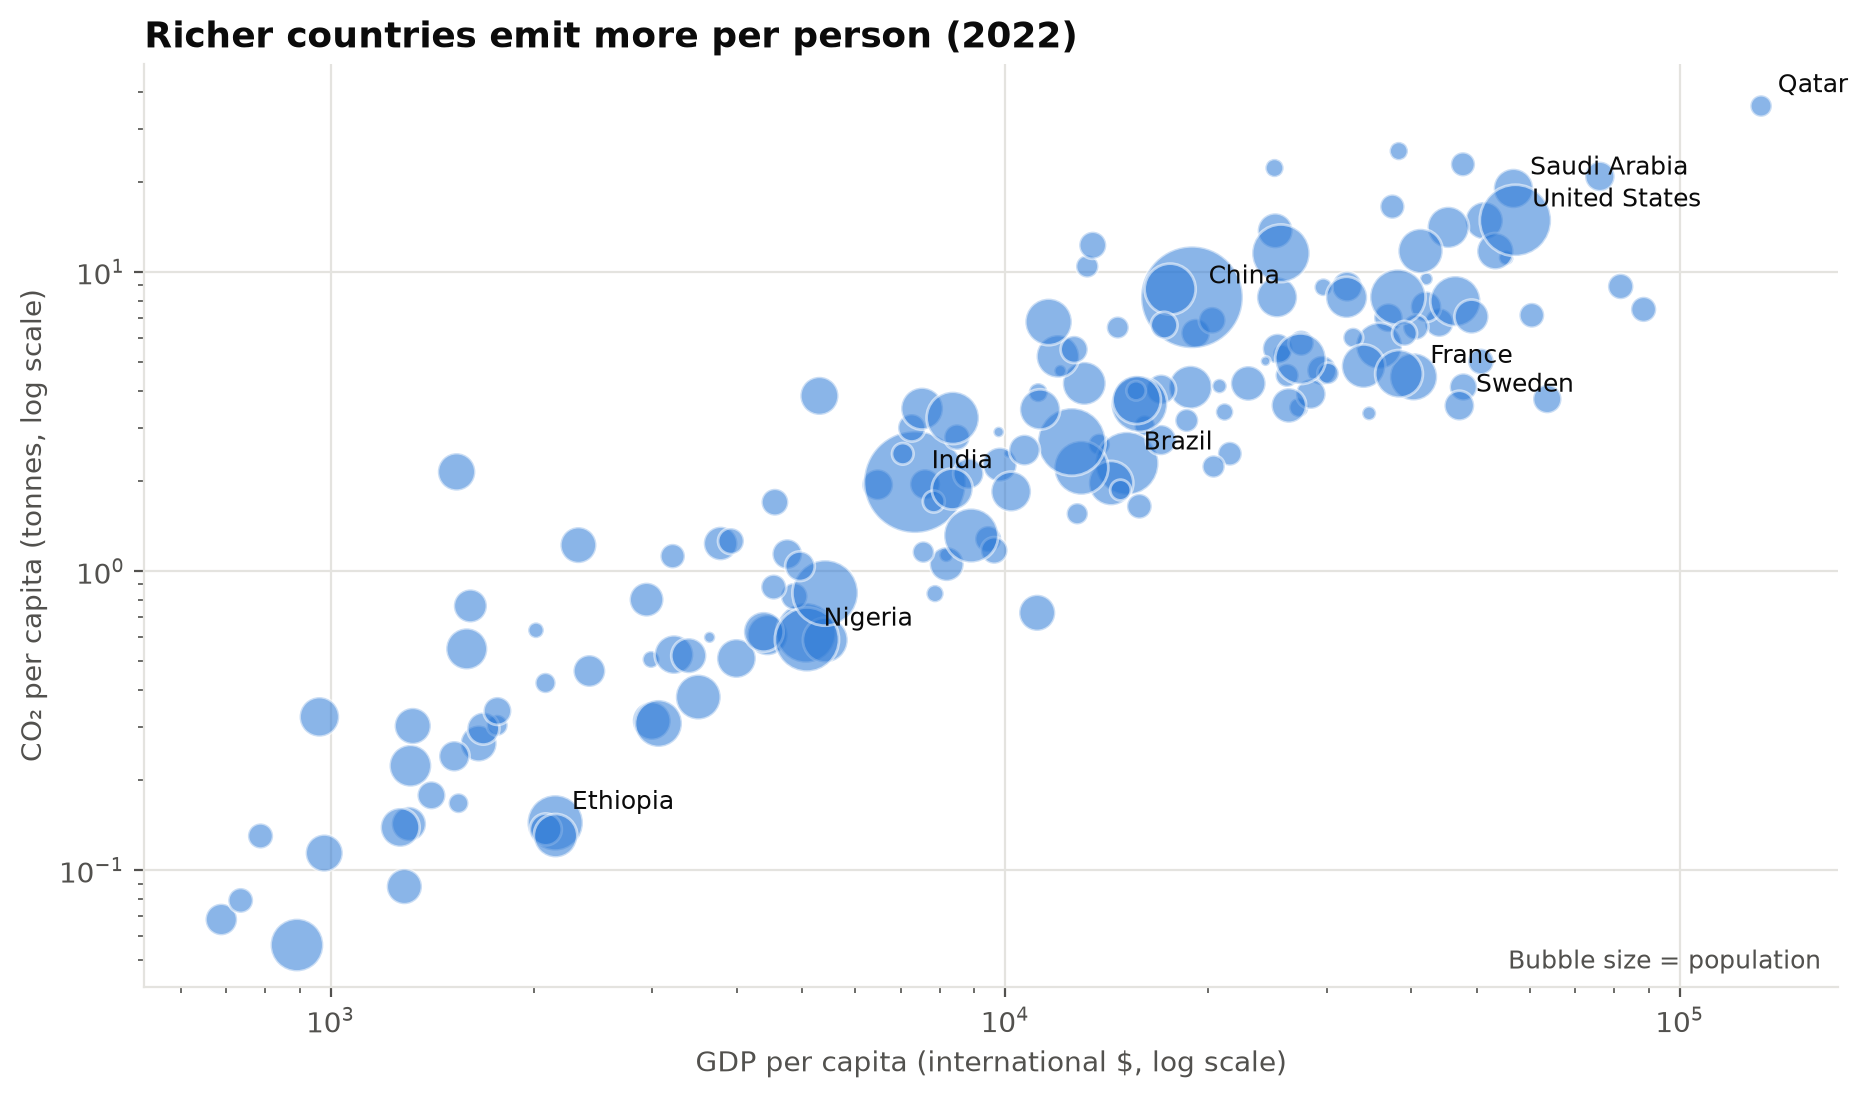 Richer countries emit more per person (2022)
Qatar
Saudi Arabia
United States
China
France
Sweden
Brazil
India
Nigeria
Ethiopia
Bubble size = population
CO₂ per capita (tonnes, log scale)
10¹
10⁰
10⁻¹
10³
10⁴
10⁵
GDP per capita (international $, log scale)